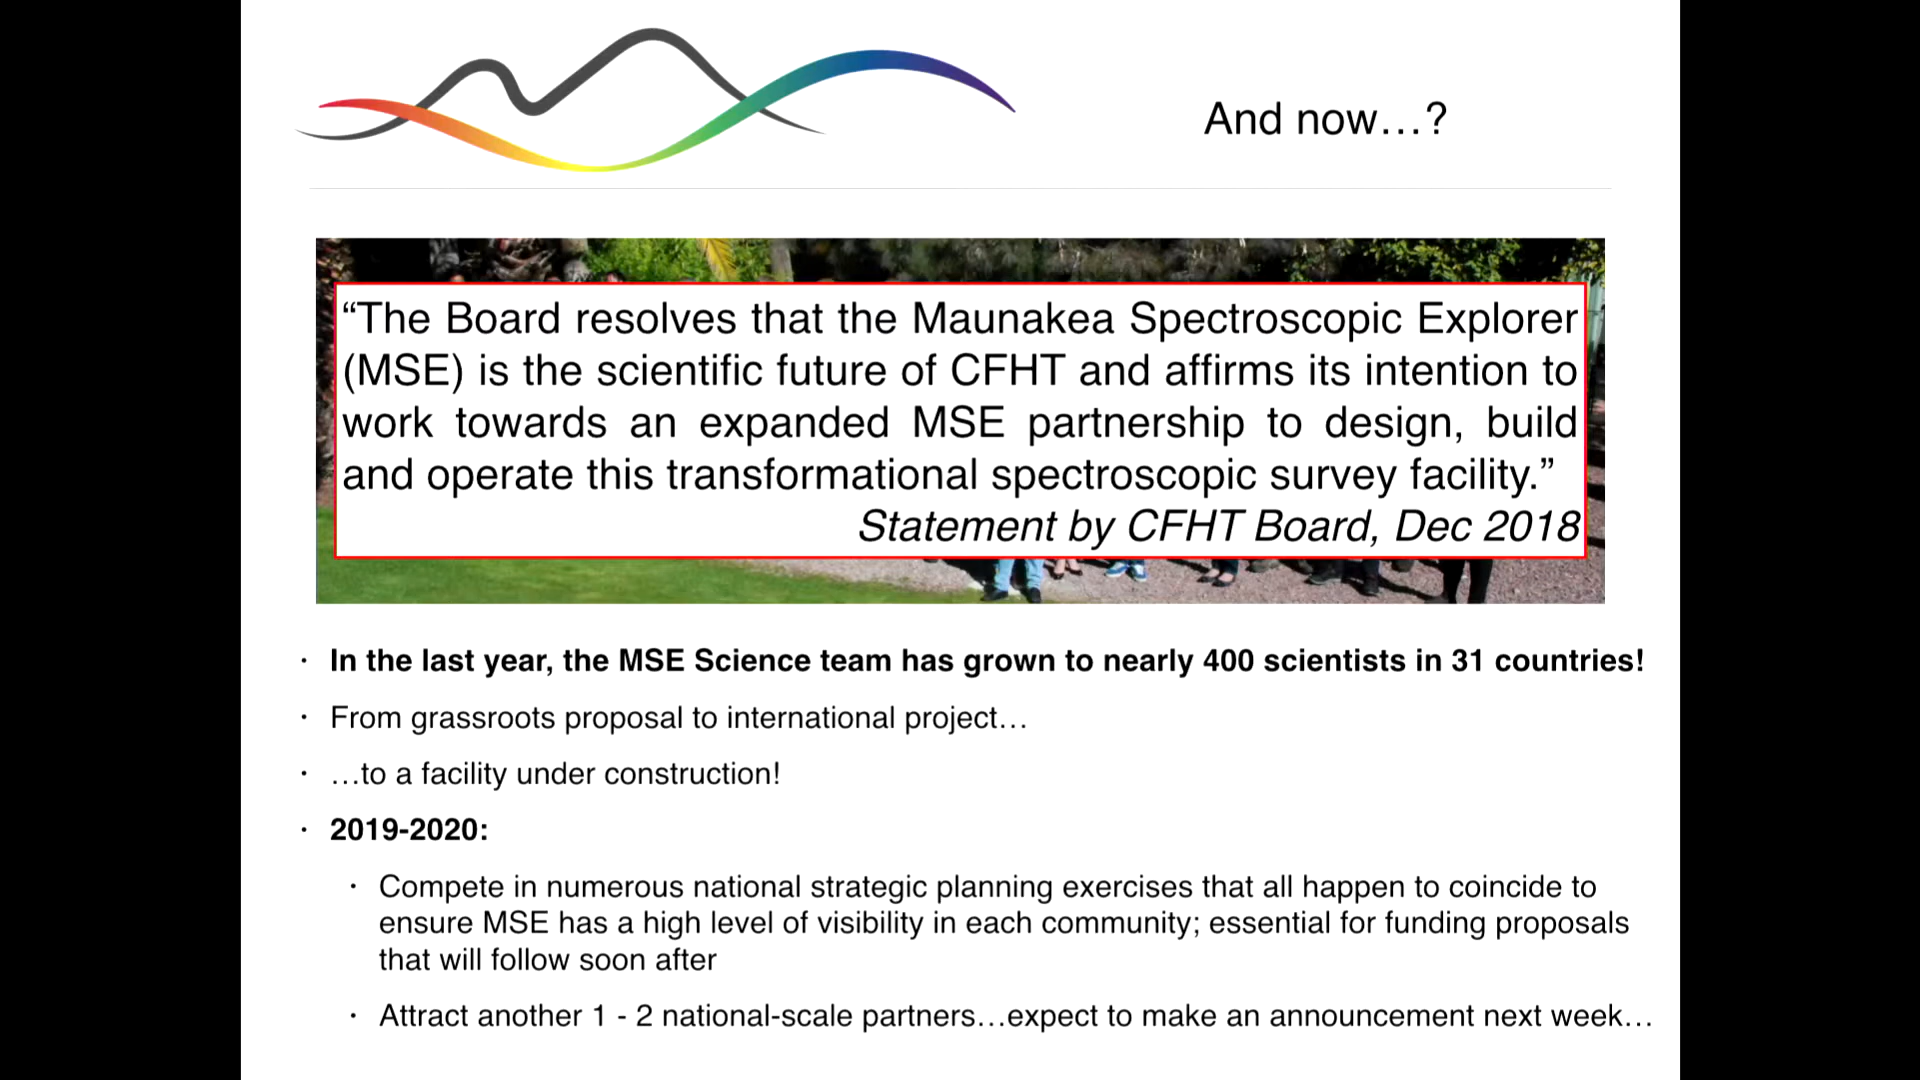 And now…?
“The Board resolves that the Maunakea Spectroscopic Explorer
(MSE) is the scientific future of CFHT and affirms its intention to
work towards an expanded MSE partnership to design, build
and operate this transformational spectroscopic survey facility.”
Statement by CFHT Board, Dec 2018
· In the last year, the MSE Science team has grown to nearly 400 scientists in 31 countries!
· From grassroots proposal to international project…
· …to a facility under construction!
· 2019-2020:
· Compete in numerous national strategic planning exercises that all happen to coincide to
ensure MSE has a high level of visibility in each community; essential for funding proposals
that will follow soon after
· Attract another 1 - 2 national-scale partners…expect to make an announcement next week…